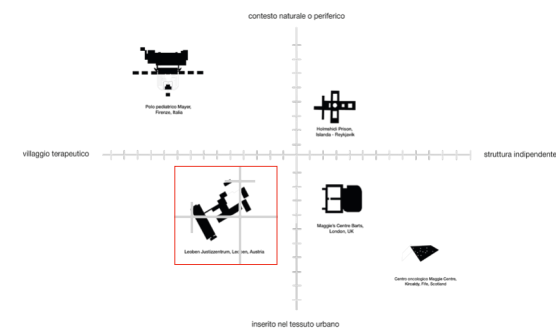 contesto naturale o periferico
Polo pediatrico Mayer,
Firenze, Italia
Holmsheidi Prison,
Islanda - Reykjavik
villaggio terapeutico
struttura indipendente
Maggie's Centre Barts,
London, UK
Leoben Justizzentrum, Leoben, Austria
Centro oncologico Maggie Centre,
Kirkcaldy, Fife, Scotland
inserito nel tessuto urbano